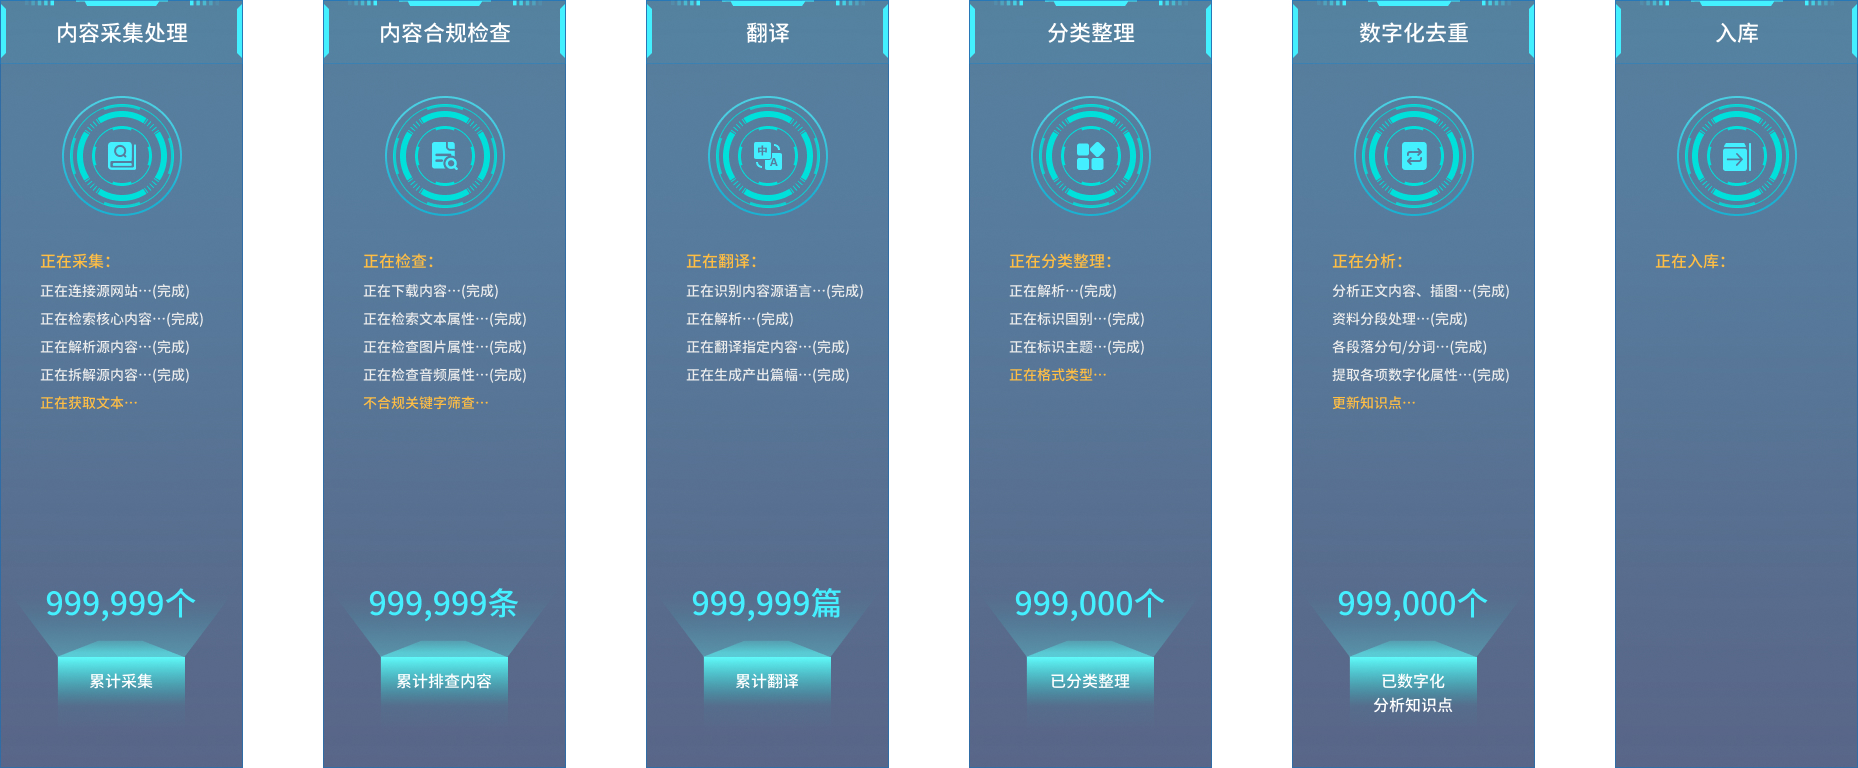 内容采集处理
正在采集：
正在连接源网站···(完成)
正在检索核心内容···(完成)
正在解析源内容···(完成)
正在拆解源内容···(完成)
正在获取文本···
999,999个
累计采集
内容合规检查
正在检查：
正在下载内容···(完成)
正在检索文本属性···(完成)
正在检查图片属性···(完成)
正在检查音频属性···(完成)
不合规关键字筛查···
999,999条
累计排查内容
翻译
中
A
正在翻译：
正在识别内容源语言···(完成)
正在解析···(完成)
正在翻译指定内容···(完成)
正在生成产出篇幅···(完成)
999,999篇
累计翻译
分类整理
正在分类整理：
正在解析···(完成)
正在标识国别···(完成)
正在标识主题···(完成)
正在格式类型···
999,000个
已分类整理
数字化去重
正在分析：
分析正文内容、插图···(完成)
资料分段处理···(完成)
各段落分句/分词···(完成)
提取各项数字化属性···(完成)
更新知识点···
999,000个
已数字化
分析知识点
入库
正在入库：